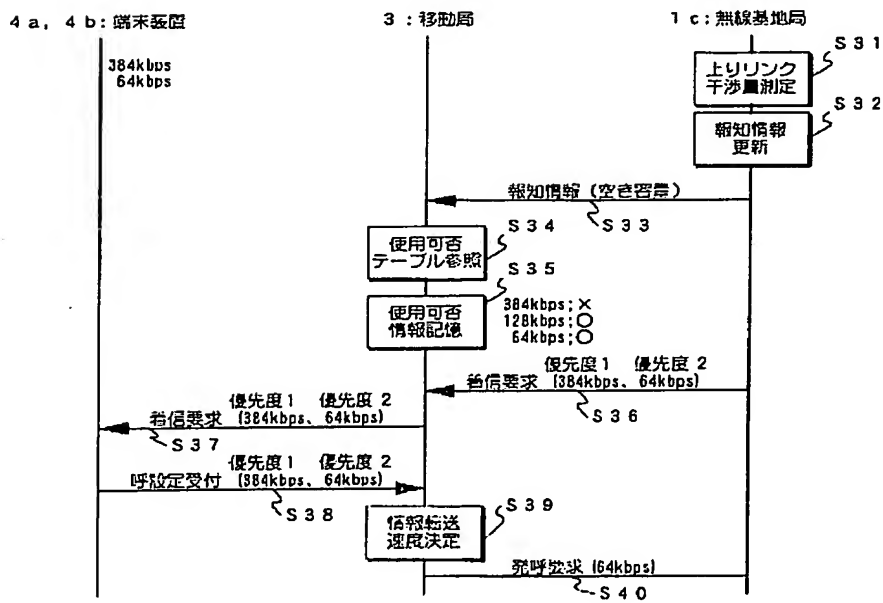 4a, 4b:端末装置
3:移動局
1c:無線基地局
384kbps
64kbps
S31
上りリンク
干渉量測定
S32
報知情報
更新
報知情報(空き容量)
S33
S34
使用可否
テーブル参照
S35
使用可否
情報記憶
384kbps;×
128kbps;○
64kbps;○
優先度1 優先度2
着信要求 (384kbps、64kbps)
S36
優先度1 優先度2
着信要求 (384kbps、64kbps)
S37
優先度1 優先度2
呼設定受付 (384kbps、64kbps)
S38
S39
情報転送
速度決定
発呼要求 (64kbps)
S40